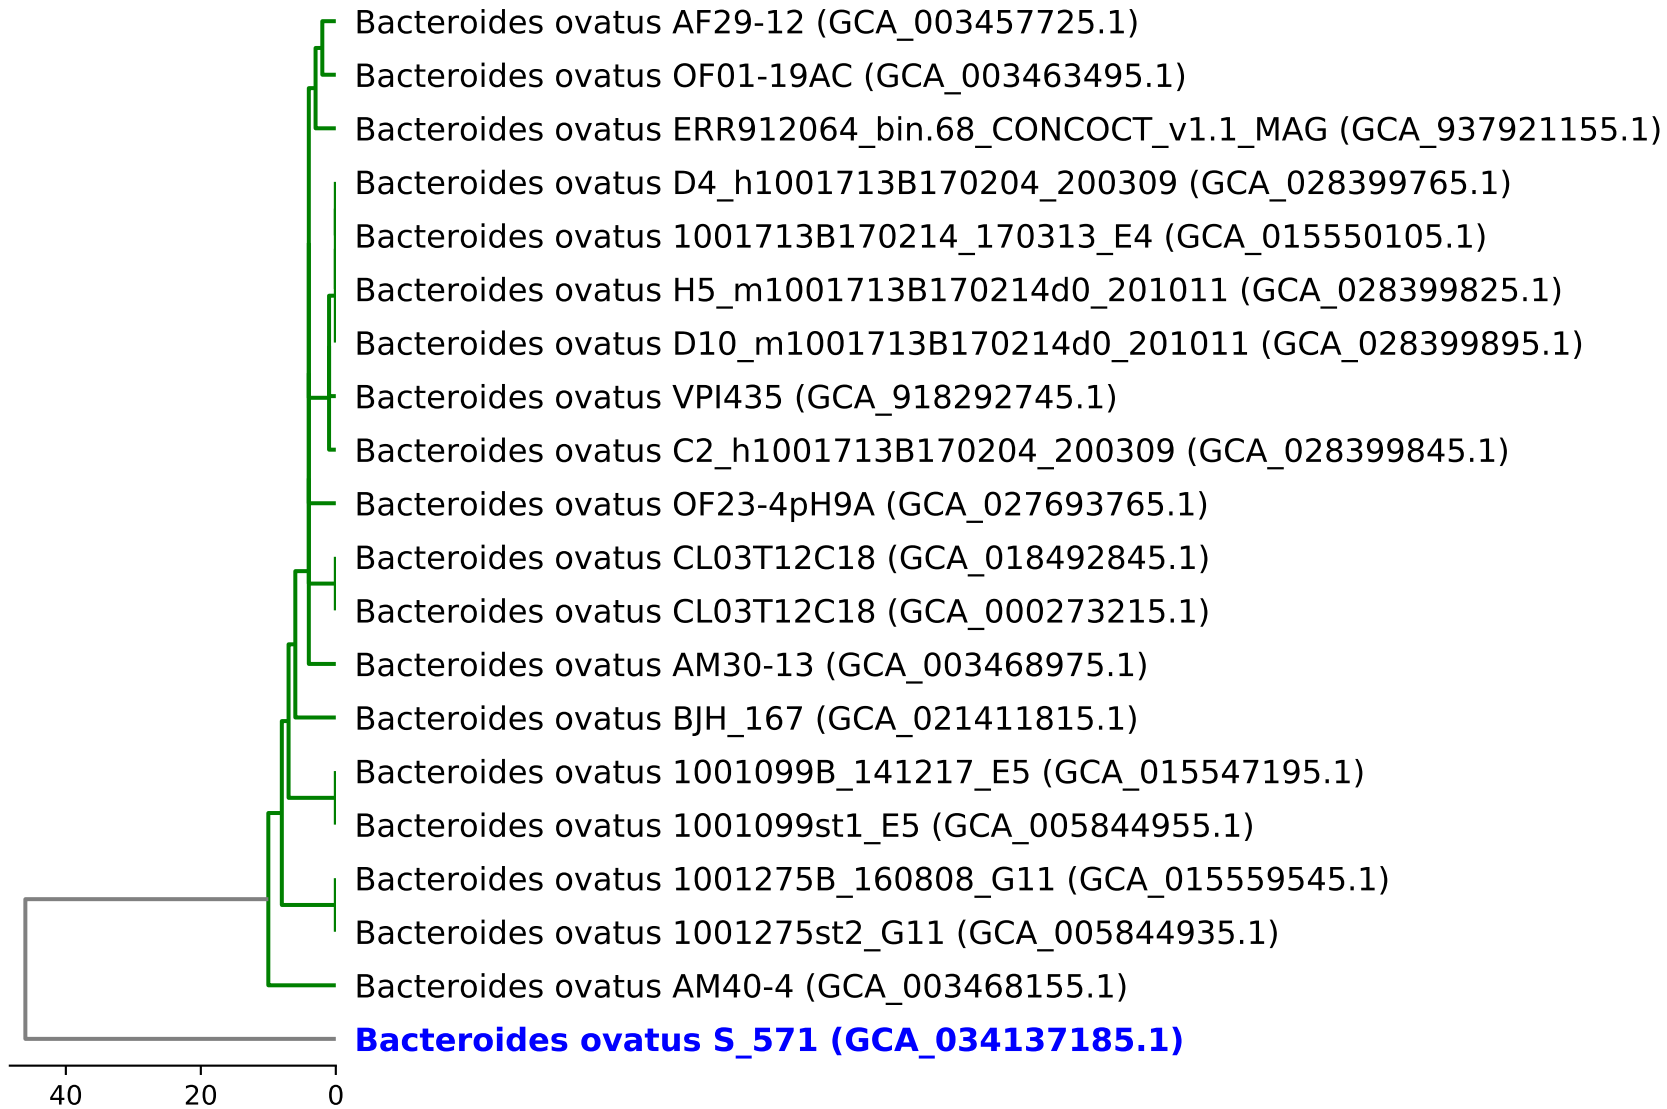 Bacteroides ovatus AF29-12 (GCA_003457725.1)
Bacteroides ovatus OF01-19AC (GCA_003463495.1)
Bacteroides ovatus ERR912064_bin.68_CONCOCT_v1.1_MAG (GCA_937921155.1)
Bacteroides ovatus D4_h1001713B170204_200309 (GCA_028399765.1)
Bacteroides ovatus 1001713B170214_170313_E4 (GCA_015550105.1)
Bacteroides ovatus H5_m1001713B170214d0_201011 (GCA_028399825.1)
Bacteroides ovatus D10_m1001713B170214d0_201011 (GCA_028399895.1)
Bacteroides ovatus VPI435 (GCA_918292745.1)
Bacteroides ovatus C2_h1001713B170204_200309 (GCA_028399845.1)
Bacteroides ovatus OF23-4pH9A (GCA_027693765.1)
Bacteroides ovatus CL03T12C18 (GCA_018492845.1)
Bacteroides ovatus CL03T12C18 (GCA_000273215.1)
Bacteroides ovatus AM30-13 (GCA_003468975.1)
Bacteroides ovatus BJH_167 (GCA_021411815.1)
Bacteroides ovatus 1001099B_141217_E5 (GCA_015547195.1)
Bacteroides ovatus 1001099st1_E5 (GCA_005844955.1)
Bacteroides ovatus 1001275B_160808_G11 (GCA_015559545.1)
Bacteroides ovatus 1001275st2_G11 (GCA_005844935.1)
Bacteroides ovatus AM40-4 (GCA_003468155.1)
Bacteroides ovatus S_571 (GCA_034137185.1)
40 20 0